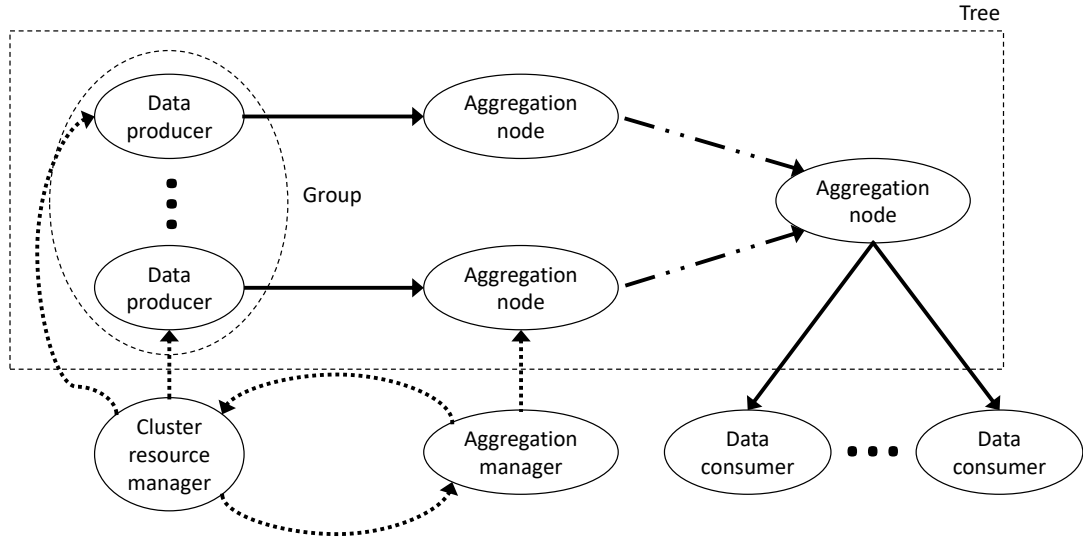 Tree
Data
producer
Aggregation
node
Group
Aggregation
node
Data
producer
Aggregation
node
Cluster
resource
manager
Aggregation
manager
Data
consumer
Data
consumer